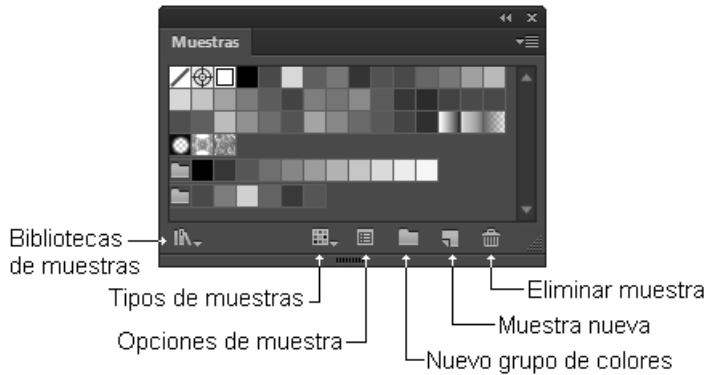 Muestras
Bibliotecas
de muestras
Tipos de muestras
Eliminar muestra
Opciones de muestra
Muestra nueva
Nuevo grupo de colores